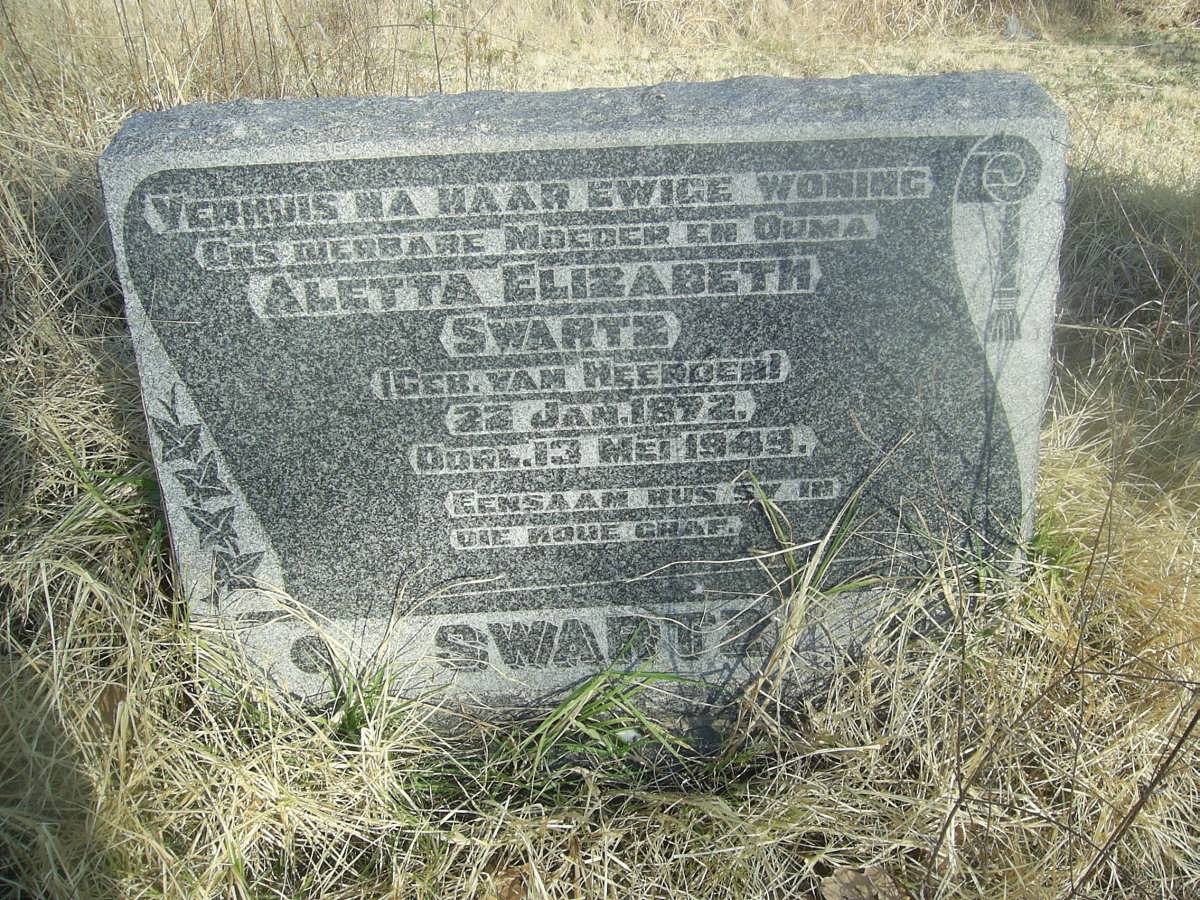 VERHUIS NA HAAR EWIGE WONING
ONS DIERBARE MOEDER EN OUMA
ALETTA ELIZABETH
SWARTZ
(GEB. VAN HEERDEN)
22 JAN. 1872.
OORL. 13 MEI 1949.
EENSAAM RUS SY IN
DIE KOUE GRAF.
SWARTZ